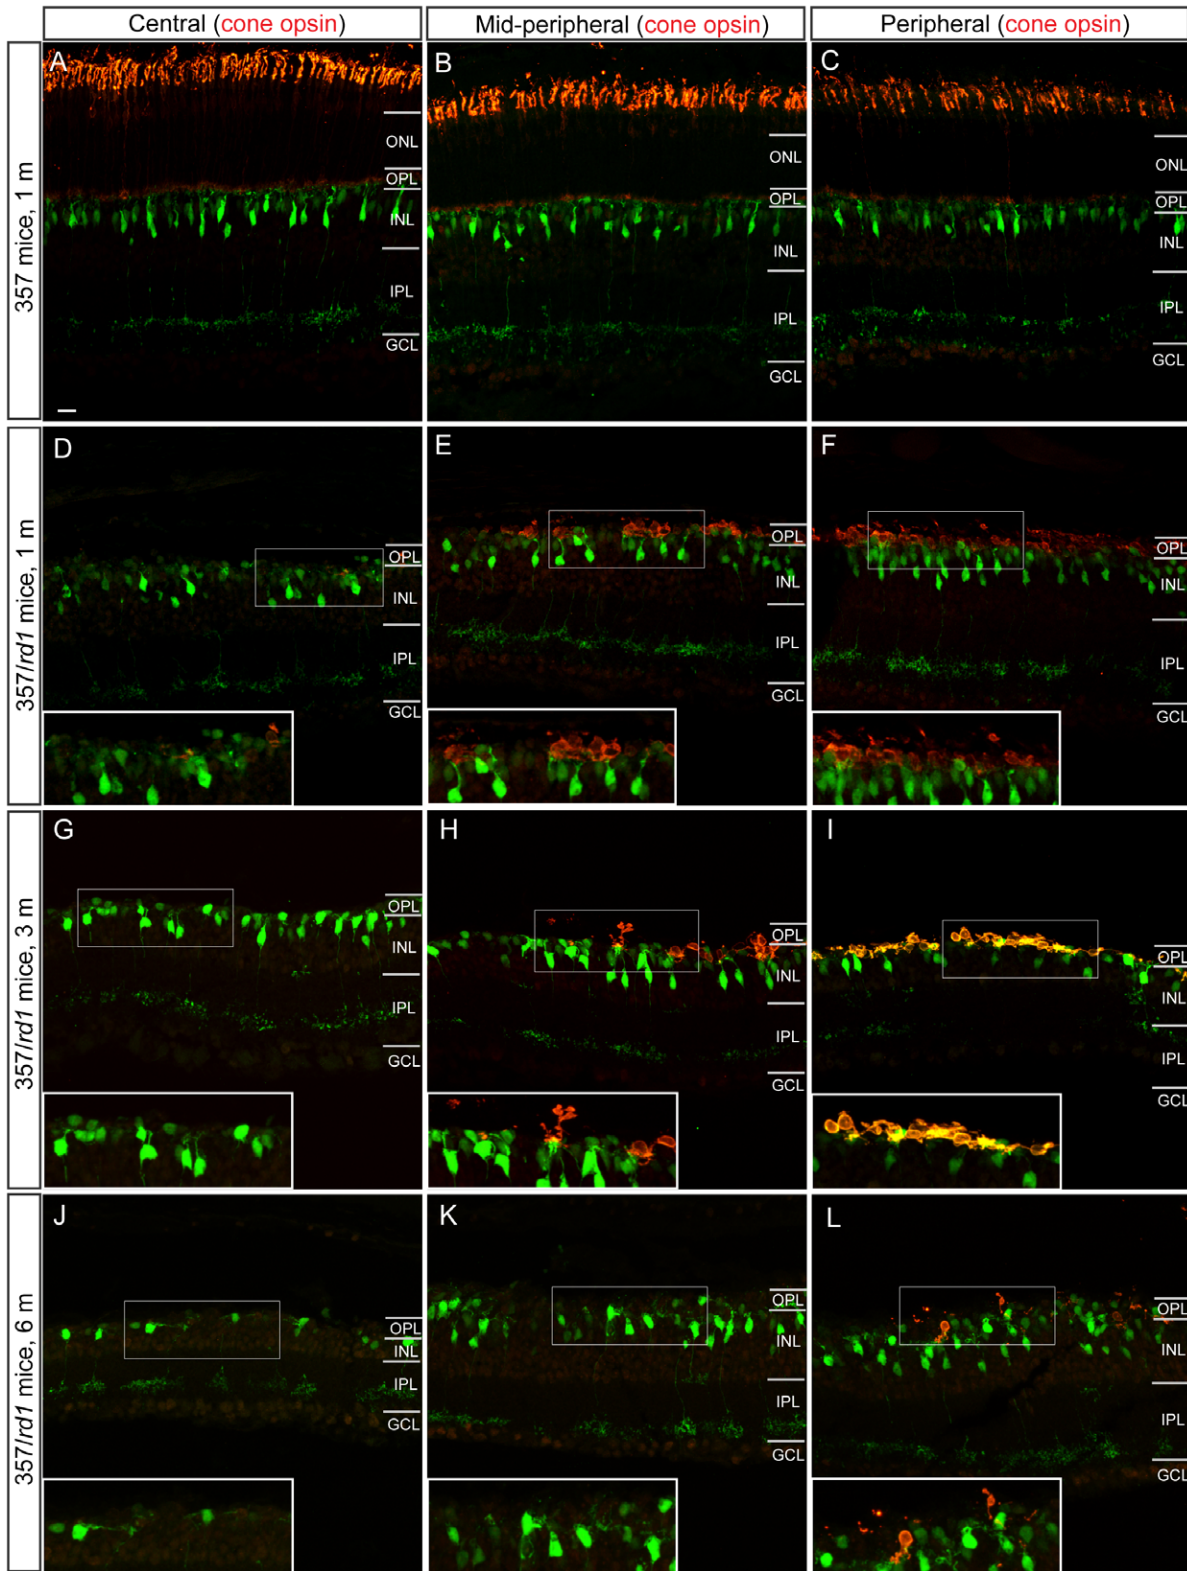 Central (cone opsin)
Mid-peripheral (cone opsin)
Peripheral (cone opsin)
357 mice, 1 m
A
ONL
OPL
INL
IPL
GCL
B
ONL
OPL
INL
IPL
GCL
C
ONL
OPL
INL
IPL
GCL
357/rd1 mice, 1 m
D
OPL
INL
IPL
GCL
E
OPL
INL
IPL
GCL
F
OPL
INL
IPL
GCL
357/rd1 mice, 3 m
G
OPL
INL
IPL
GCL
H
OPL
INL
IPL
GCL
I
OPL
INL
IPL
GCL
357/rd1 mice, 6 m
J
OPL
INL
IPL
GCL
K
OPL
INL
IPL
GCL
L
OPL
INL
IPL
GCL